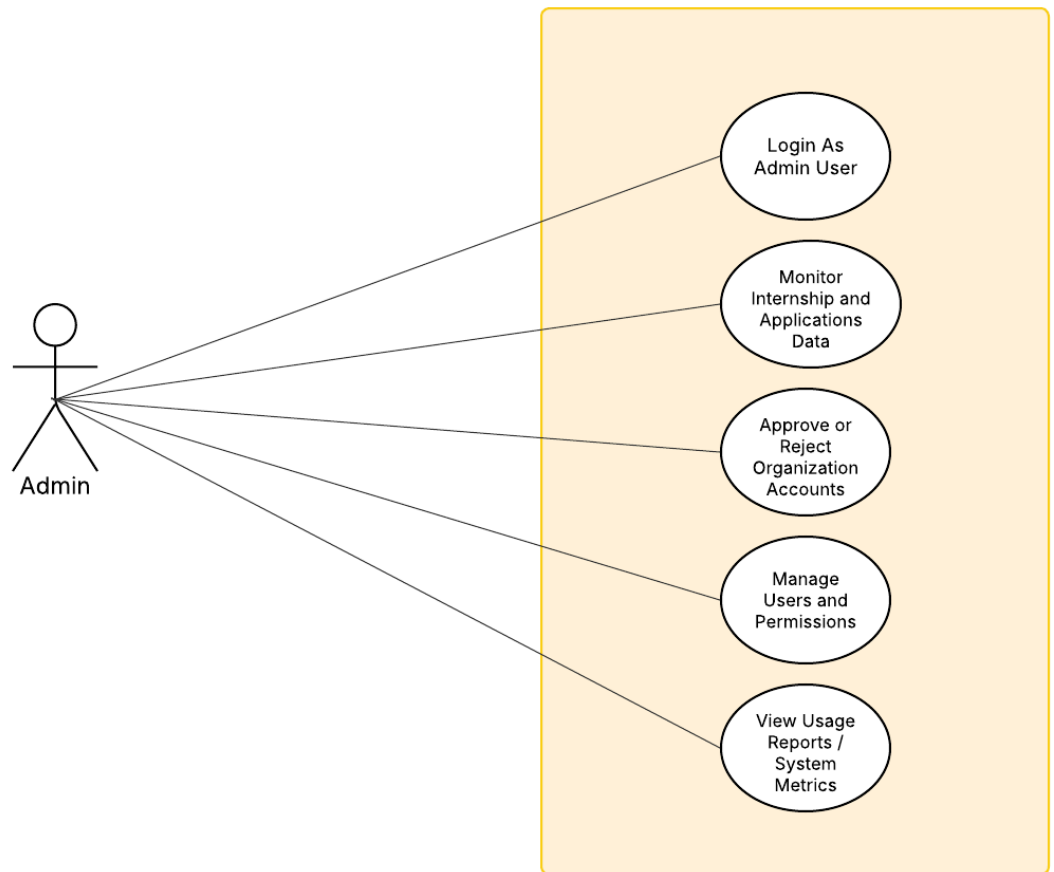 Login As
Admin User
Monitor
Internship and
Applications
Data
Approve or
Reject
Organization
Accounts
Admin
Manage
Users and
Permissions
View Usage
Reports /
System
Metrics